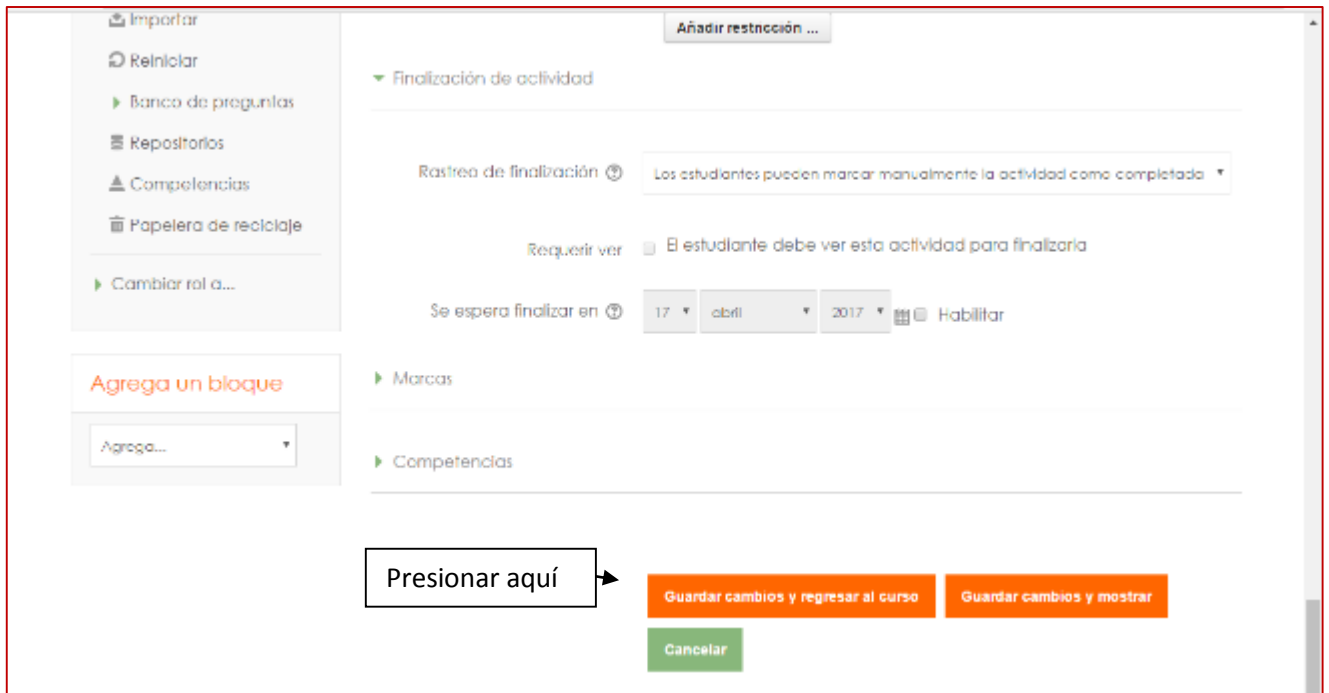 Importar
Reiniciar
Banco de preguntas
Repositorios
Competencias
Papelera de reciclaje
Cambiar rol a...
Agrega un bloque
Agrega...
Añadir restricción ...
Finalización de actividad
Rastreo de finalización Los estudiantes pueden marcar manualmente la actividad como completada
Requerir ver El estudiante debe ver esta actividad para finalizarla
Se espera finalizar en 17 abril 2017 Habilitar
Marcas
Competencias
Presionar aquí
Guardar cambios y regresar al curso Guardar cambios y mostrar
Cancelar